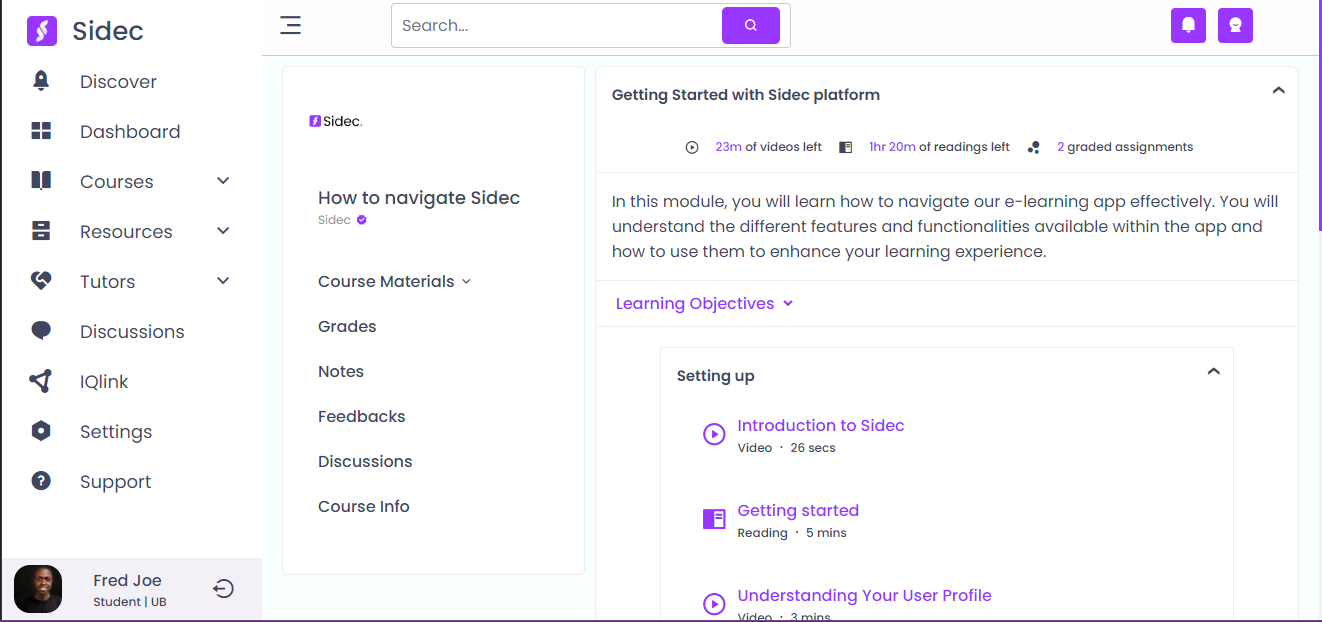 Sidec
Discover
Dashboard
Courses
Resources
Tutors
Discussions
IQlink
Settings
Support
Fred Joe
Student | UB
Search...
Sidec.
How to navigate Sidec
Sidec
Course Materials
Grades
Notes
Feedbacks
Discussions
Course Info
Getting Started with Sidec platform
23m of videos left 1hr 20m of readings left 2 graded assignments
In this module, you will learn how to navigate our e-learning app effectively. You will
understand the different features and functionalities available within the app and
how to use them to enhance your learning experience.
Learning Objectives
Setting up
Introduction to Sidec
Video · 26 secs
Getting started
Reading · 5 mins
Understanding Your User Profile
Video · 3 mins